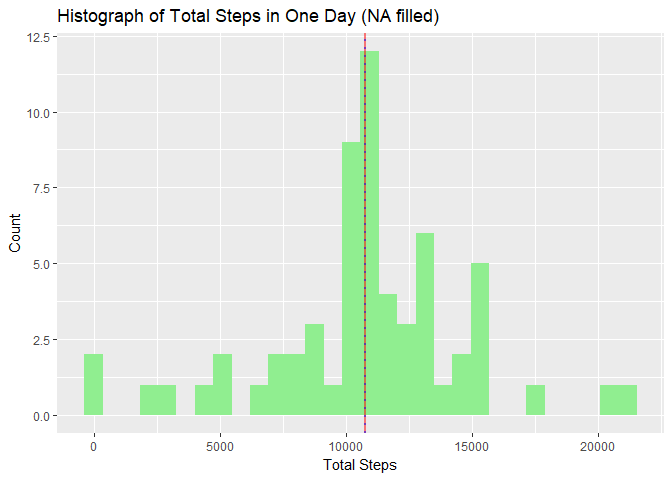 Histograph of Total Steps in One Day (NA filled)
12.5
10.0
7.5
5.0
2.5
0.0
Count
0 5000 10000 15000 20000
Total Steps